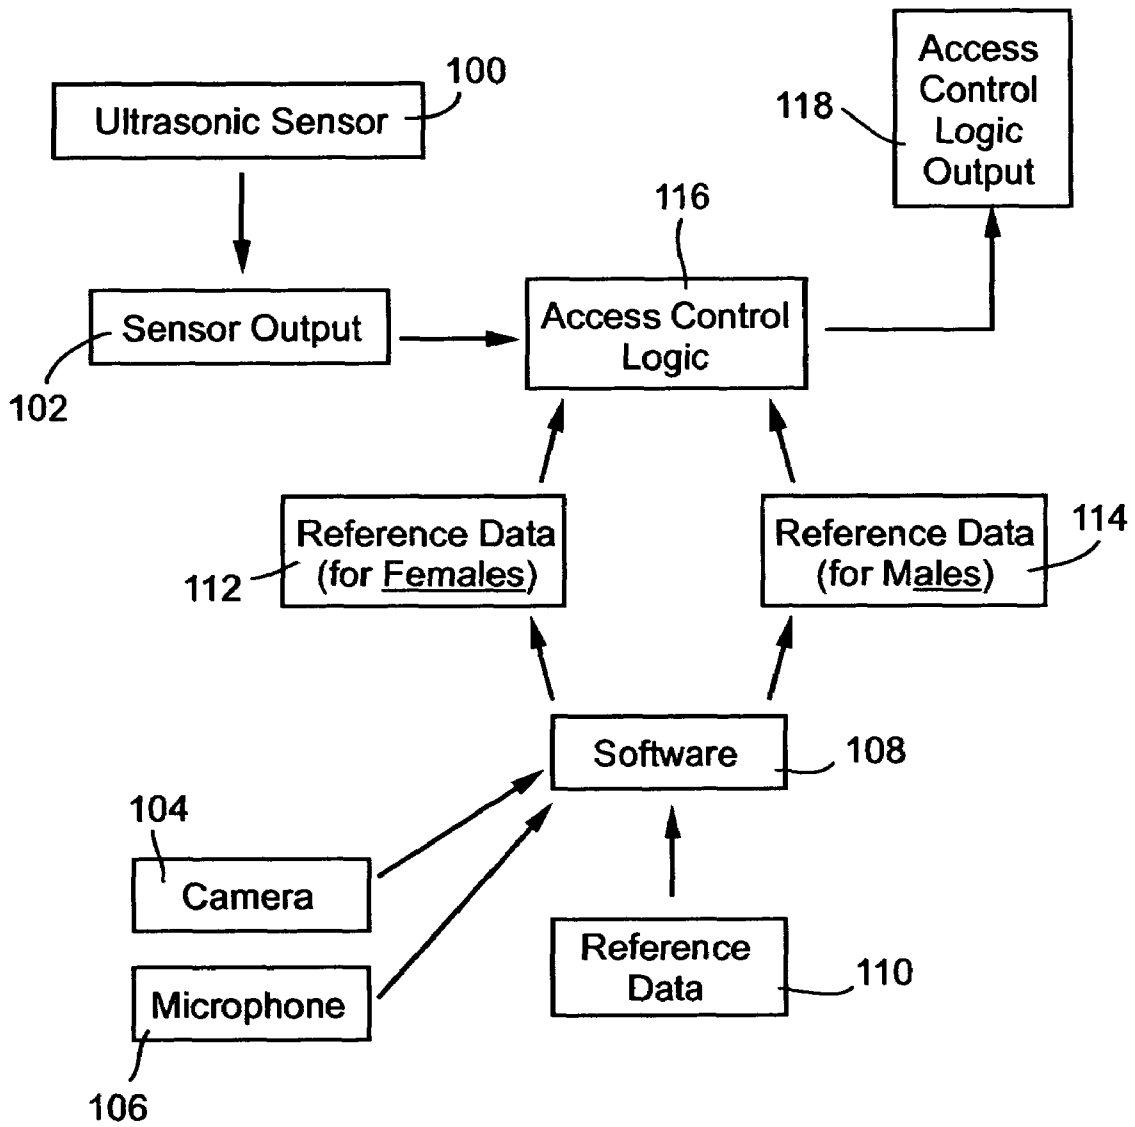 100
Ultrasonic Sensor
Access
Control
Logic
Output
118
116
Sensor Output
102
Access Control
Logic
Reference Data
(for Females)
112
Reference Data
(for Males)
114
Software
108
104
Camera
Microphone
106
Reference
Data
110